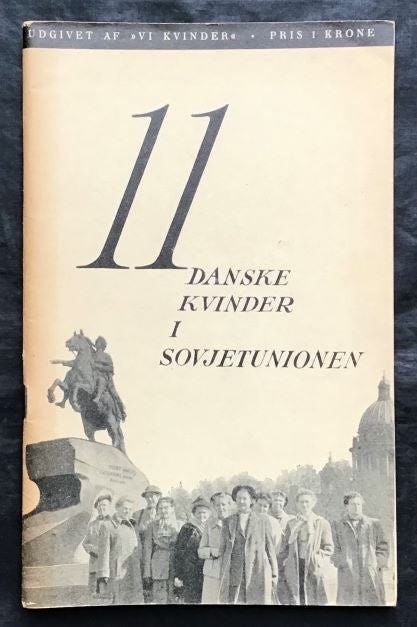 UDGIVET AF »VI KVINDER« · PRIS 1 KRONE
11
DANSKE
KVINDER
I
SOVJETUNIONEN